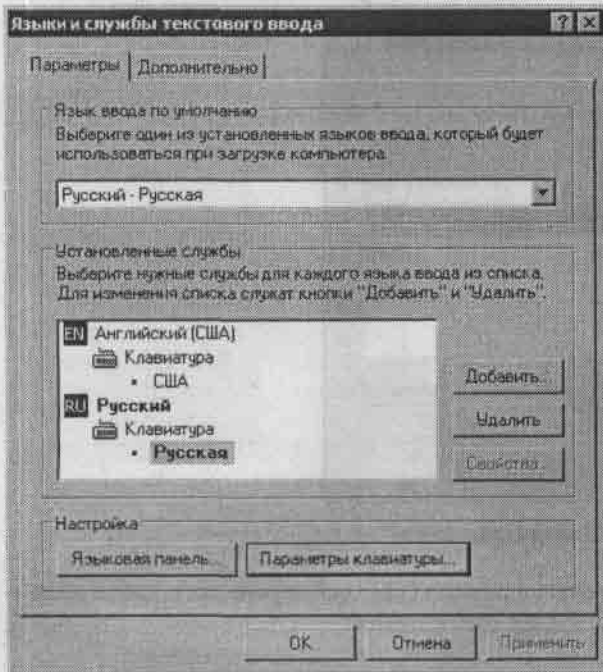 Языки и службы текстового ввода
Параметры
Дополнительно
Язык ввода по умолчанию
Выберите один из установленных языков ввода, который будет
использоваться при загрузке компьютера.
Русский - Русская
Установленные службы
Выберите нужные службы для каждого языка ввода из списка.
Для изменения списка служат кнопки "Добавить" и "Удалить".
EN Английский (США)
Клавиатура
• США
RU Русский
Клавиатура
• Русская
Добавить...
Удалить
Свойства...
Настройка
Языковая панель...
Параметры клавиатуры...
OK
Отмена
Применить